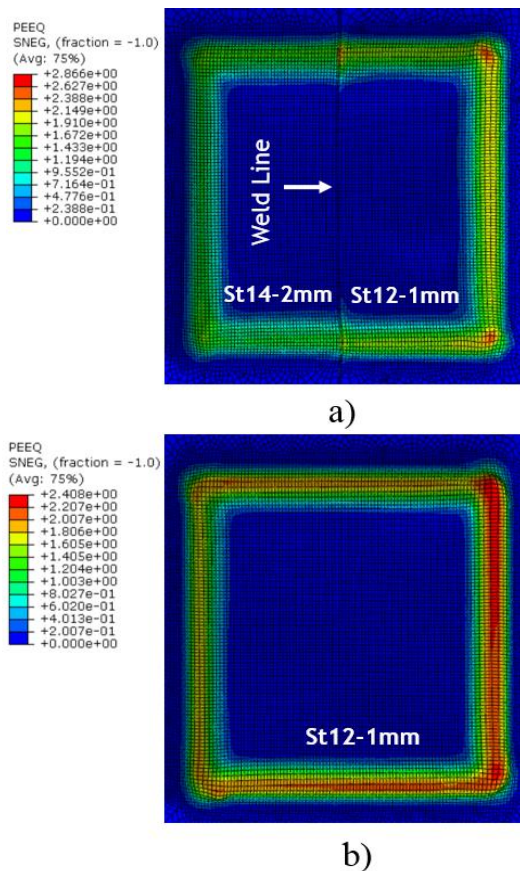 PEEQ
SNEG, (fraction = -1.0)
(Avg: 75%)
+2.866e+00
+2.627e+00
+2.388e+00
+2.149e+00
+1.910e+00
+1.672e+00
+1.433e+00
+1.194e+00
+9.552e-01
+7.164e-01
+4.776e-01
+2.388e-01
+0.000e+00
Weld Line
St14-2mm
St12-1mm
a)
PEEQ
SNEG, (fraction = -1.0)
(Avg: 75%)
+2.408e+00
+2.207e+00
+2.007e+00
+1.806e+00
+1.605e+00
+1.405e+00
+1.204e+00
+1.003e+00
+8.027e-01
+6.020e-01
+4.013e-01
+2.007e-01
+0.000e+00
St12-1mm
b)